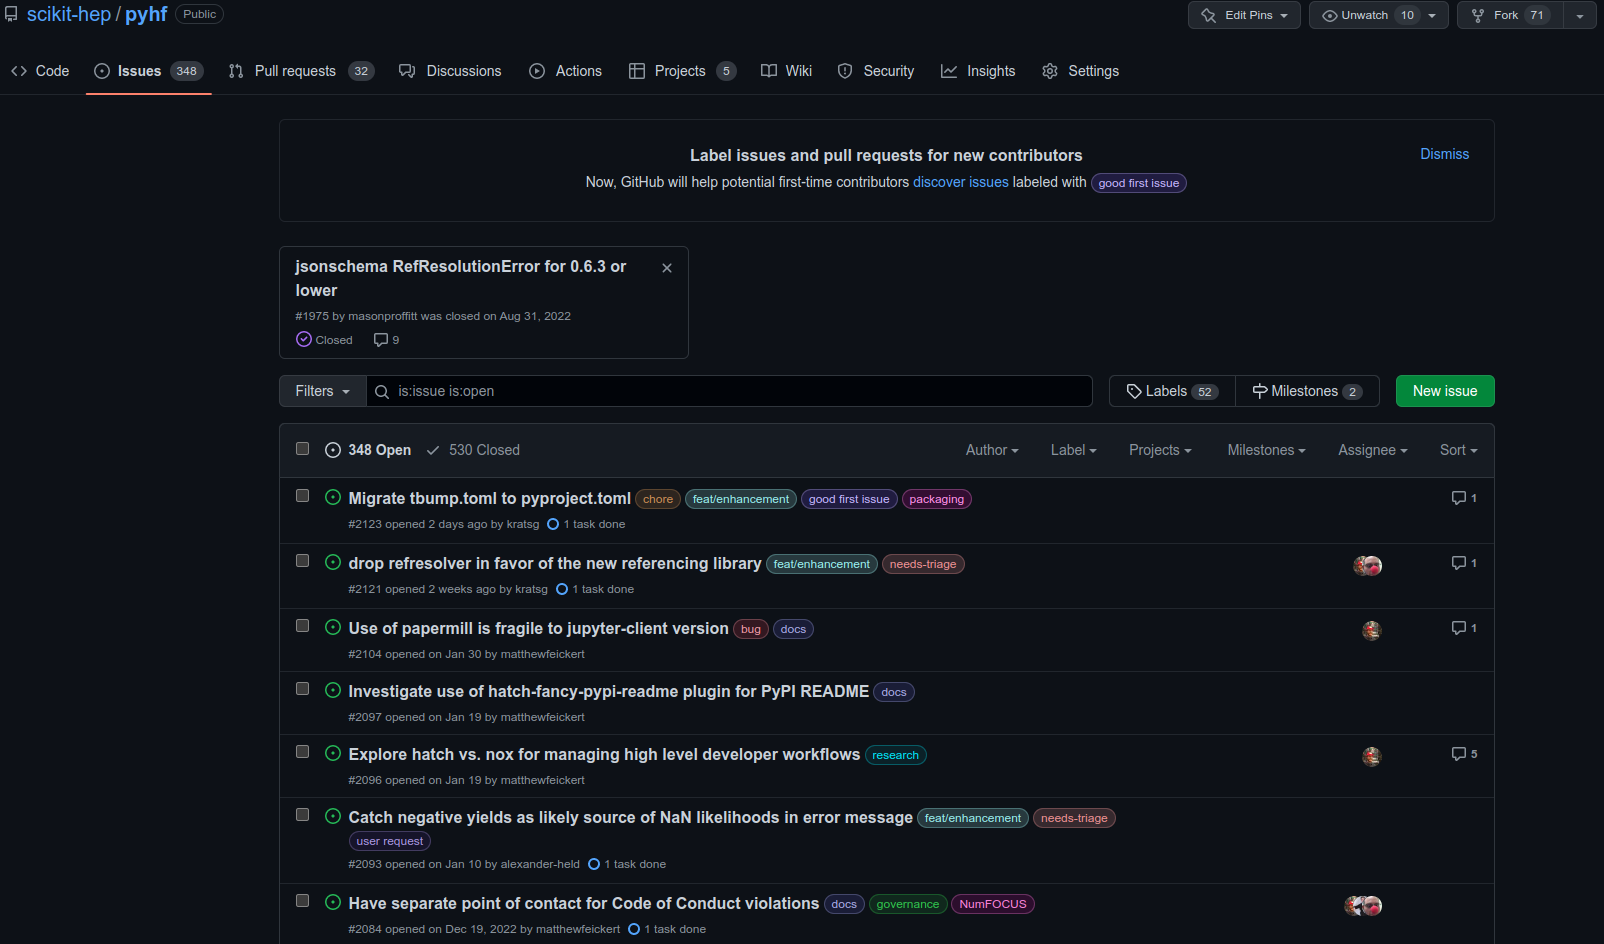 scikit-hep / pyhf Public Edit Pins Unwatch 10 Fork 71
Code Issues 348 Pull requests 32 Discussions Actions Projects 5 Wiki Security Insights Settings
Label issues and pull requests for new contributors Dismiss
Now, GitHub will help potential first-time contributors discover issues labeled with good first issue
jsonschema RefResolutionError for 0.6.3 or
lower
#1975 by masonproffitt was closed on Aug 31, 2022
Closed 9
Filters is:issue is:open Labels 52 Milestones 2 New issue
348 Open 530 Closed Author Label Projects Milestones Assignee Sort
Migrate tbump.toml to pyproject.toml chore feat/enhancement good first issue packaging 1
#2123 opened 2 days ago by kratsg 1 task done
drop refresolver in favor of the new referencing library feat/enhancement needs-triage 1
#2121 opened 2 weeks ago by kratsg 1 task done
Use of papermill is fragile to jupyter-client version bug docs 1
#2104 opened on Jan 30 by matthewfeickert
Investigate use of hatch-fancy-pypi-readme plugin for PyPI README docs
#2097 opened on Jan 19 by matthewfeickert
Explore hatch vs. nox for managing high level developer workflows research 5
#2096 opened on Jan 19 by matthewfeickert
Catch negative yields as likely source of NaN likelihoods in error message feat/enhancement needs-triage
user request
#2093 opened on Jan 10 by alexander-held 1 task done
Have separate point of contact for Code of Conduct violations docs governance NumFOCUS
#2084 opened on Dec 19, 2022 by matthewfeickert 1 task done